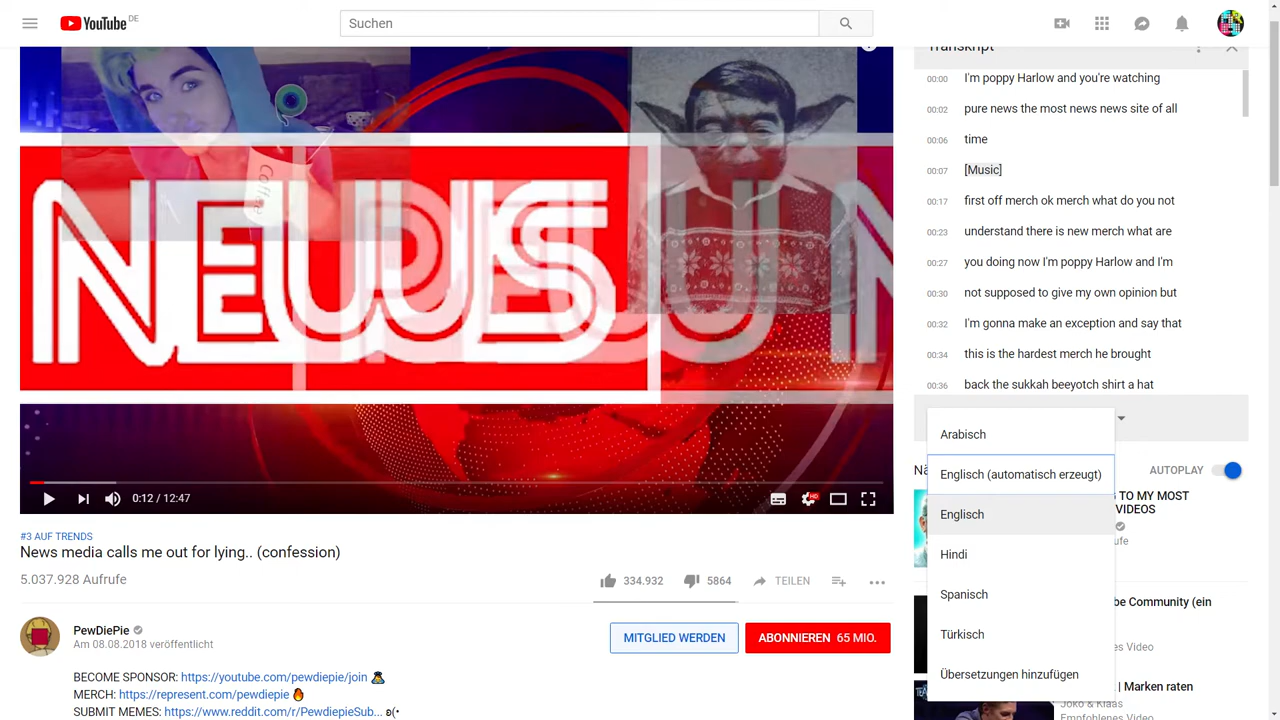 YouTube DE
Suchen
Coffee
NEWS
0:12 / 12:47
HD
#3 AUF TRENDS
News media calls me out for lying.. (confession)
5.037.928 Aufrufe
334.932
5864
TEILEN
PewDiePie
Am 08.08.2018 veröffentlicht
MITGLIED WERDEN
ABONNIEREN 65 MIO.
BECOME SPONSOR: https://youtube.com/pewdiepie/join
MERCH: https://represent.com/pewdiepie
SUBMIT MEMES: https://www.reddit.com/r/PewdiepieSub... ʚ(•
Transkript
00:00 I'm poppy Harlow and you're watching
00:02 pure news the most news news site of all
00:06 time
00:07 [Music]
00:17 first off merch ok merch what do you not
00:23 understand there is new merch what are
00:27 you doing now I'm poppy Harlow and I'm
00:30 not supposed to give my own opinion but
00:32 I'm gonna make an exception and say that
00:34 this is the hardest merch he brought
00:36 back the sukkah beeyotch shirt a hat
Arabisch
Englisch (automatisch erzeugt)
Englisch
Hindi
Spanisch
Türkisch
Übersetzungen hinzufügen
AUTOPLAY
TO MY MOST
VIDEOS
be Community (ein
es Video
| Marken raten
Joko & Klaas
Empfohlenes Video